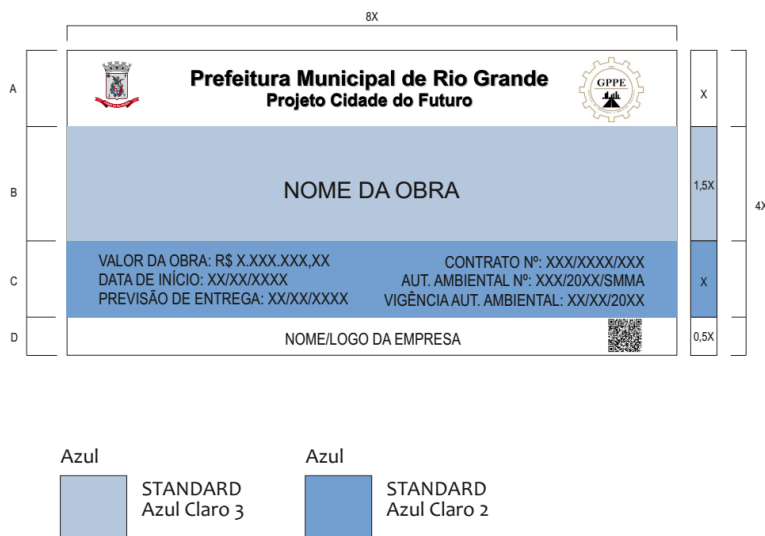 8X
A
Prefeitura Municipal de Rio Grande
Projeto Cidade do Futuro
GPPE
X
B
NOME DA OBRA
1,5X
4X
C
VALOR DA OBRA: R$ X.XXX.XXX,XX
DATA DE INÍCIO: XX/XX/XXXX
PREVISÃO DE ENTREGA: XX/XX/XXXX
CONTRATO Nº: XXX/XXXX/XXX
AUT. AMBIENTAL Nº: XXX/20XX/SMMA
VIGÊNCIA AUT. AMBIENTAL: XX/XX/20XX
X
D
NOME/LOGO DA EMPRESA
0,5X
Azul
STANDARD
Azul Claro 3
Azul
STANDARD
Azul Claro 2